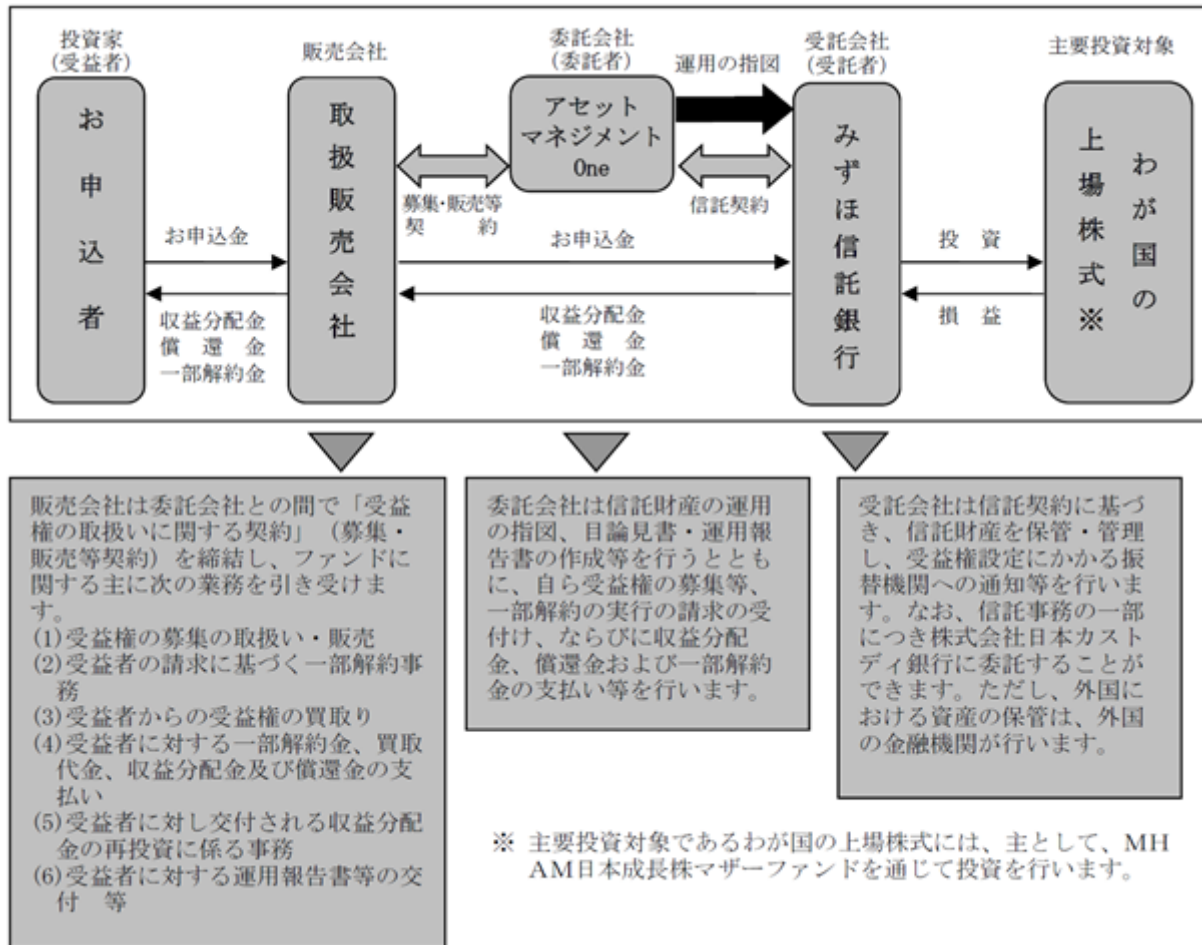 投資家
(受益者)
お申込者
販売会社
取扱販売会社
委託会社
(委託者)
アセット
マネジメント
One
運用の指図
受託会社
(受託者)
みずほ信託銀行
主要投資対象
わが国の
上場株式※
募集・販売等
契　　約
信託契約
お申込金
収益分配金
償　還　金
一部解約金
お申込金
収益分配金
償　還　金
一部解約金
投　資
損　益
販売会社は委託会社との間で「受益
権の取扱いに関する契約」（募集・
販売等契約）を締結し、ファンドに
関する主に次の業務を引き受けま
す。
(1)受益権の募集の取扱い・販売
(2)受益者の請求に基づく一部解約事
務
(3)受益者からの受益権の買取り
(4)受益者に対する一部解約金、買取
代金、収益分配金及び償還金の支
払い
(5)受益者に対し交付される収益分配
金の再投資に係る事務
(6)受益者に対する運用報告書等の交
付　等
委託会社は信託財産の運用
の指図、目論見書・運用報
告書の作成等を行うととも
に、自ら受益権の募集等、
一部解約の実行の請求の受
付け、ならびに収益分配
金、償還金および一部解約
金の支払い等を行います。
受託会社は信託契約に基づ
き、信託財産を保管・管理
し、受益権設定にかかる振
替機関への通知等を行いま
す。なお、信託事務の一部
につき株式会社日本カスト
ディ銀行に委託することが
できます。ただし、外国に
おける資産の保管は、外国
の金融機関が行います。
※ 主要投資対象であるわが国の上場株式には、主として、ＭＨ
ＡＭ日本成長株マザーファンドを通じて投資を行います。